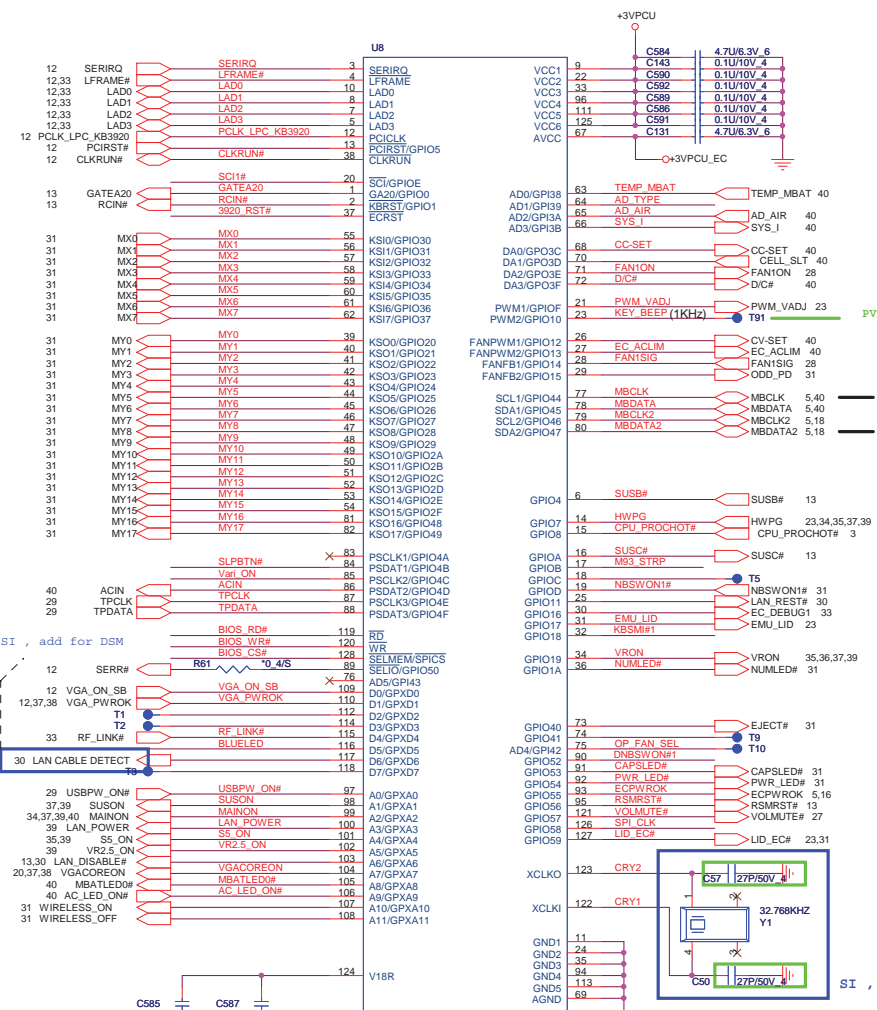 +3VPCU
U8
12 SERIRQ SERIRQ 3 SERIRQ
12,33 LFRAME# LFRAME# 4 LFRAME
12,33 LAD0 LAD0 10 LAD0
12,33 LAD1 LAD1 8 LAD1
12,33 LAD2 LAD2 7 LAD2
12,33 LAD3 LAD3 5 LAD3
12 PCLK_LPC_KB3920 PCLK_LPC_KB3920 12 PCICLK
12 PCIRST# 13 PCIRST/GPIO5
12 CLKRUN# CLKRUN# 38 CLKRUN
SCI1# 20 SCI/GPIOE
13 GATEA20 GATEA20 1 GA20/GPIO0
13 RCIN# RCIN# 2 KBRST/GPIO1
3920_RST# 37 ECRST
31 MX0 MX0 55 KSI0/GPIO30
31 MX1 MX1 56 KSI1/GPIO31
31 MX2 MX2 57 KSI2/GPIO32
31 MX3 MX3 58 KSI3/GPIO33
31 MX4 MX4 59 KSI4/GPIO34
31 MX5 MX5 60 KSI5/GPIO35
31 MX6 MX6 61 KSI6/GPIO36
31 MX7 MX7 62 KSI7/GPIO37
31 MY0 MY0 39 KSO0/GPIO20
31 MY1 MY1 40 KSO1/GPIO21
31 MY2 MY2 41 KSO2/GPIO22
31 MY3 MY3 42 KSO3/GPIO23
31 MY4 MY4 43 KSO4/GPIO24
31 MY5 MY5 44 KSO5/GPIO25
31 MY6 MY6 45 KSO6/GPIO26
31 MY7 MY7 46 KSO7/GPIO27
31 MY8 MY8 47 KSO8/GPIO28
31 MY9 MY9 48 KSO9/GPIO29
31 MY10 MY10 49 KSO10/GPIO2A
31 MY11 MY11 50 KSO11/GPIO2B
31 MY12 MY12 51 KSO12/GPIO2C
31 MY13 MY13 52 KSO13/GPIO2D
31 MY14 MY14 53 KSO14/GPIO2E
31 MY15 MY15 54 KSO15/GPIO2F
31 MY16 MY16 81 KSO16/GPIO48
31 MY17 MY17 82 KSO17/GPIO49
83 PSCLK1/GPIO4A
SLPBTN# 84 PSDAT1/GPIO4B
Vari_ON 85 PSCLK2/GPIO4C
40 ACIN ACIN 86 PSDAT2/GPIO4D
29 TPCLK TPCLK 87 PSCLK3/GPIO4E
29 TPDATA TPDATA 88 PSDAT3/GPIO4F
SI , add for DSM
BIOS_RD# 119 RD
BIOS_WR# 120 WR
BIOS_CS# 128 SELMEM/SPICS
12 SERR# R61 *0_4/S 89 SELIO/GPIO50
76 AD5/GPI43
12 VGA_ON_SB VGA_ON_SB 109 D0/GPXD0
12,37,38 VGA_PWROK VGA_PWROK 110 D1/GPXD1
T1 112 D2/GPXD2
T2 114 D3/GPXD3
33 RF_LINK# RF_LINK# 115 D4/GPXD4
BLUELED 116 D5/GPXD5
30 LAN CABLE DETECT 117 D6/GPXD6
T3 118 D7/GPXD7
29 USBPW_ON# USBPW_ON# 97 A0/GPXA0
37,39 SUSON SUSON 98 A1/GPXA1
34,37,39,40 MAINON MAINON 99 A2/GPXA2
39 LAN_POWER LAN_POWER 100 A3/GPXA3
35,39 S5_ON S5_ON 101 A4/GPXA4
39 VR2.5_ON VR2.5_ON 102 A5/GPXA5
13,30 LAN_DISABLE# 103 A6/GPXA6
20,37,38 VGACOREON VGACOREON 104 A7/GPXA7
40 MBATLED0# MBATLED0# 105 A8/GPXA8
40 AC_LED_ON# AC_LED_ON# 106 A9/GPXA9
31 WIRELESS_ON 107 A10/GPXA10
31 WIRELESS_OFF 108 A11/GPXA11
124 V18R
C585 C587
C584 4.7U/6.3V_6
VCC1 9 C143 0.1U/10V_4
VCC2 22 C590 0.1U/10V_4
VCC3 33 C592 0.1U/10V_4
VCC4 96 C589 0.1U/10V_4
VCC5 111 C586 0.1U/10V_4
VCC6 125 C591 0.1U/10V_4
AVCC 67 C131 4.7U/6.3V_6
+3VPCU_EC
AD0/GPI38 63 TEMP_MBAT TEMP_MBAT 40
AD1/GPI39 64 AD_TYPE
AD2/GPI3A 65 AD_AIR AD_AIR 40
AD3/GPI3B 66 SYS_I SYS_I 40
DA0/GPO3C 68 CC-SET CC-SET 40
DA1/GPO3D 70 CELL_SLT 40
DA2/GPO3E 71 FAN1ON FAN1ON 28
DA3/GPO3F 72 D/C# D/C# 40
PWM1/GPIOF 21 PWM_VADJ PWM_VADJ 23
PWM2/GPIO10 23 KEY_BEEP (1KHz) T91 PV
FANPWM1/GPIO12 26 CV-SET 40
FANPWM2/GPIO13 27 EC_ACLIM EC_ACLIM 40
FANFB1/GPIO14 28 FAN1SIG FAN1SIG 28
FANFB2/GPIO15 29 ODD_PD 31
SCL1/GPIO44 77 MBCLK MBCLK 5,40
SDA1/GPIO45 78 MBDATA MBDATA 5,40
SCL2/GPIO46 79 MBCLK2 MBCLK2 5,18
SDA2/GPIO47 80 MBDATA2 MBDATA2 5,18
GPIO4 6 SUSB# SUSB# 13
GPIO7 14 HWPG HWPG 23,34,35,37,39
GPIO8 15 CPU_PROCHOT# CPU_PROCHOT# 3
GPIOA 16 SUSC# SUSC# 13
GPIOB 17 M93_STRP
GPIOC 18 T5
GPIOD 19 NBSWON1# NBSWON1# 31
GPIO11 25 LAN_REST# 30
GPIO16 30 EC_DEBUG1 33
GPIO17 31 EMU_LID EMU_LID 23
GPIO18 32 KBSMI#1
GPIO19 34 VRON VRON 35,36,37,39
GPIO1A 36 NUMLED# NUMLED# 31
GPIO40 73 EJECT# 31
GPIO41 74 T9
AD4/GPI42 75 OP_FAN_SEL T10
GPIO52 90 DNBSWON#1
GPIO53 91 CAPSLED# CAPSLED# 31
GPIO54 92 PWR_LED# PWR_LED# 31
GPIO55 93 ECPWROK ECPWROK 5,16
GPIO56 95 RSMRST# RSMRST# 13
GPIO57 121 VOLMUTE# VOLMUTE# 27
GPIO58 126 SPI_CLK
GPIO59 127 LID_EC# LID_EC# 23,31
XCLKO 123 CRY2 C57 27P/50V_4
XCLKI 122 CRY1 1 2 32.768KHZ
Y1
4 3
C50 27P/50V_4
SI ,
GND1 11
GND2 24
GND3 35
GND4 94
GND5 113
AGND 69